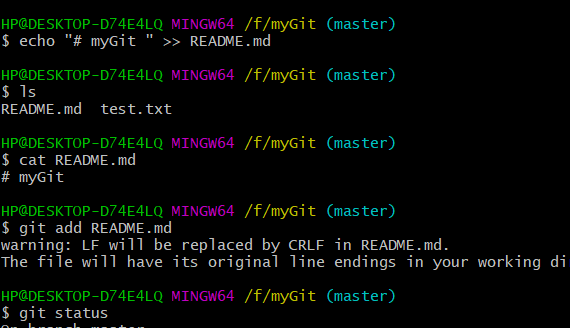 HP@DESKTOP-D74E4LQ MINGW64 /f/myGit (master)
$ echo "# myGit " >> README.md
HP@DESKTOP-D74E4LQ MINGW64 /f/myGit (master)
$ ls
README.md  test.txt
HP@DESKTOP-D74E4LQ MINGW64 /f/myGit (master)
$ cat README.md
# myGit
HP@DESKTOP-D74E4LQ MINGW64 /f/myGit (master)
$ git add README.md
warning: LF will be replaced by CRLF in README.md.
The file will have its original line endings in your working di
HP@DESKTOP-D74E4LQ MINGW64 /f/myGit (master)
$ git status
On branch master